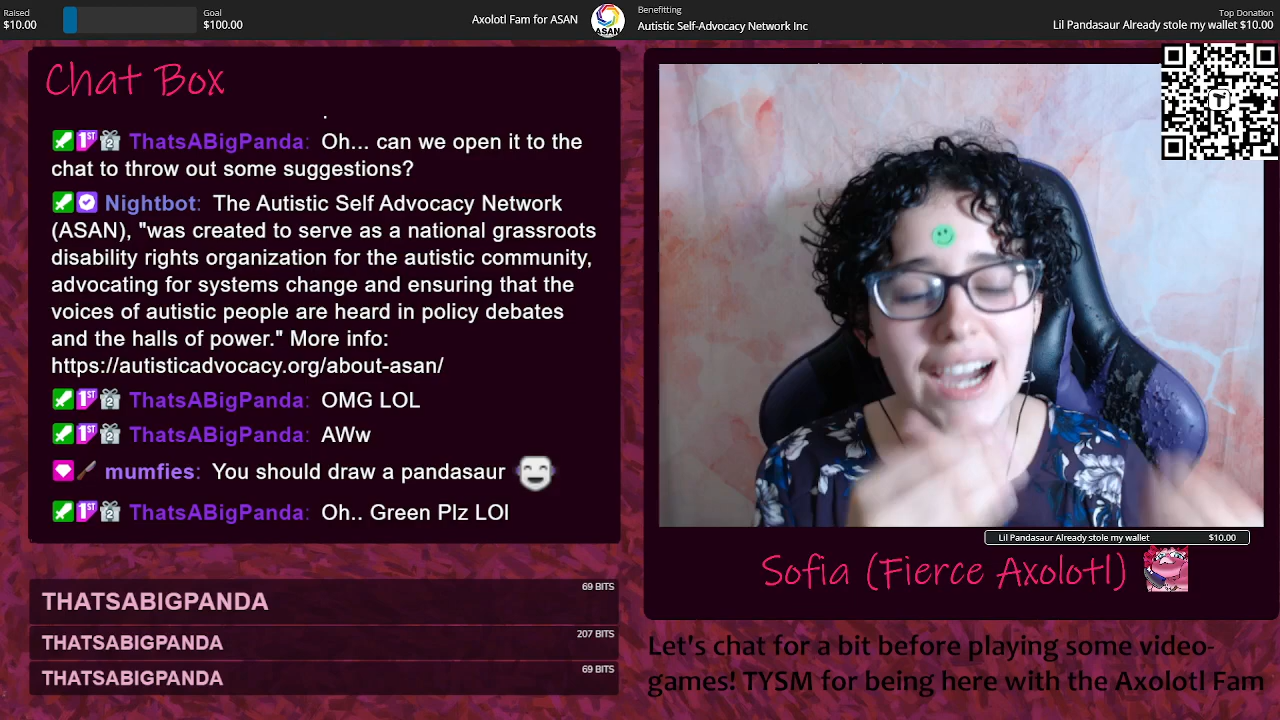 Raised
$10.00
Goal
$100.00
Axolotl Fam for ASAN
ASAN
Benefitting
Autistic Self-Advocacy Network Inc
Top Donation
Lil Pandasaur Already stole my wallet $10.00
Chat Box
ThatsABigPanda: Oh... can we open it to the
chat to throw out some suggestions?
Nightbot: The Autistic Self Advocacy Network
(ASAN), "was created to serve as a national grassroots
disability rights organization for the autistic community,
advocating for systems change and ensuring that the
voices of autistic people are heard in policy debates
and the halls of power." More info:
https://autisticadvocacy.org/about-asan/
ThatsABigPanda: OMG LOL
ThatsABigPanda: AWw
mumfies: You should draw a pandasaur
ThatsABigPanda: Oh.. Green Plz LOl
THATSABIGPANDA 69 BITS
THATSABIGPANDA 207 BITS
THATSABIGPANDA 69 BITS
Lil Pandasaur Already stole my wallet $10.00
Sofia (Fierce Axolotl)
Let's chat for a bit before playing some video-
games! TYSM for being here with the Axolotl Fam